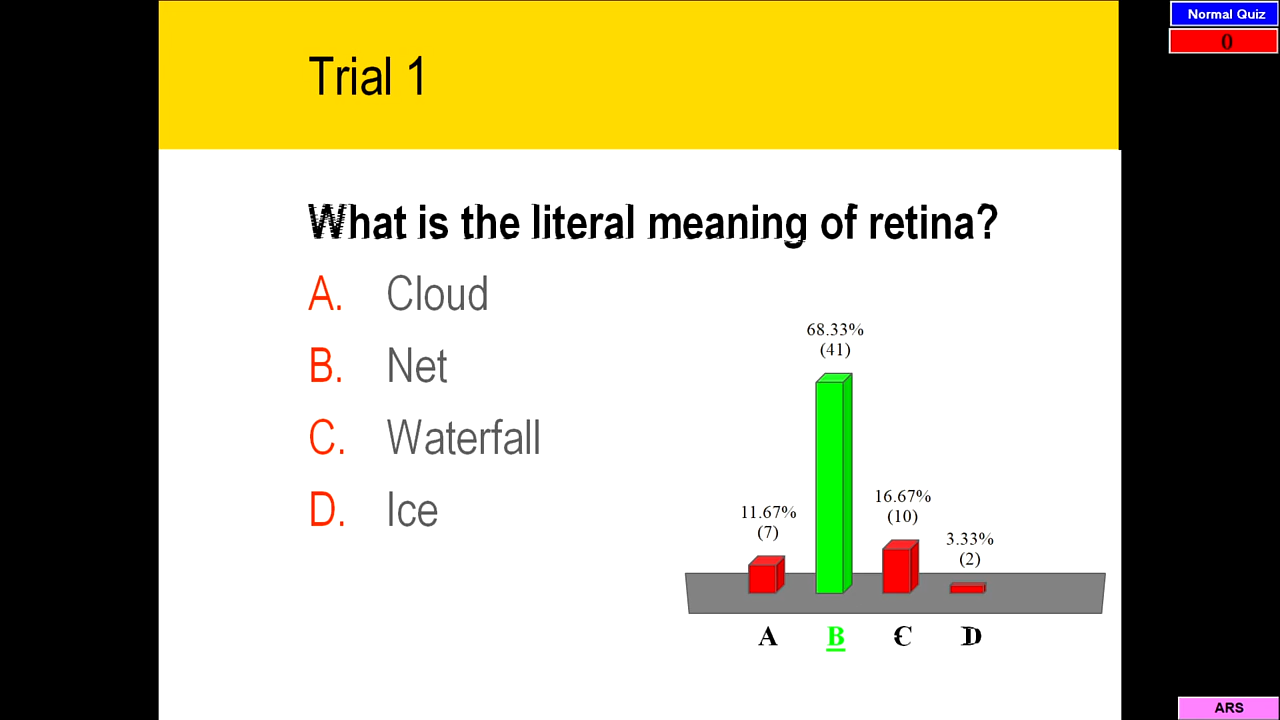 Normal Quiz
0
Trial 1
What is the literal meaning of retina?
A. Cloud
B. Net
C. Waterfall
D. Ice
68.33%
(41)
16.67%
(10)
11.67%
(7)
3.33%
(2)
A B C D
ARS